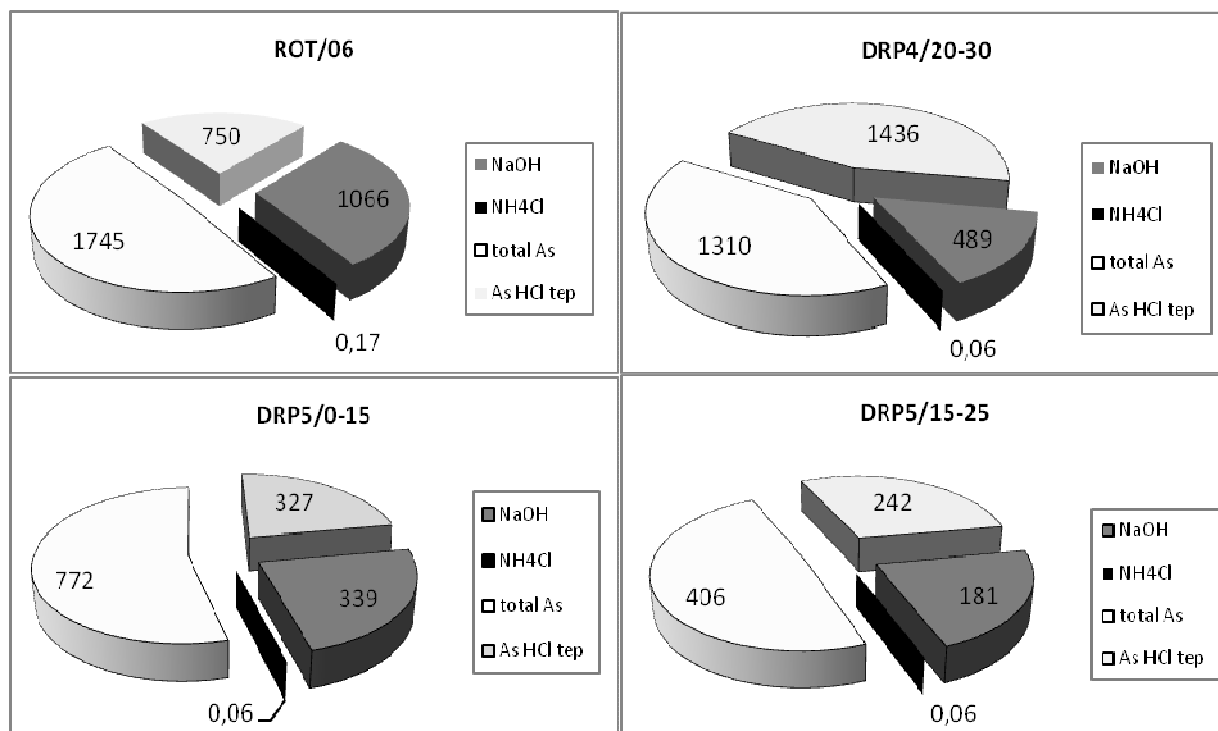 ROT/06
750
1066
1745
0,17
NaOH
NH4Cl
total As
As HCl tep
DRP4/20-30
1436
489
1310
0,06
NaOH
NH4Cl
total As
As HCl tep
DRP5/0-15
327
772
339
0,06
NaOH
NH4Cl
total As
As HCl tep
DRP5/15-25
242
406
181
0,06
NaOH
NH4Cl
total As
As HCl tep